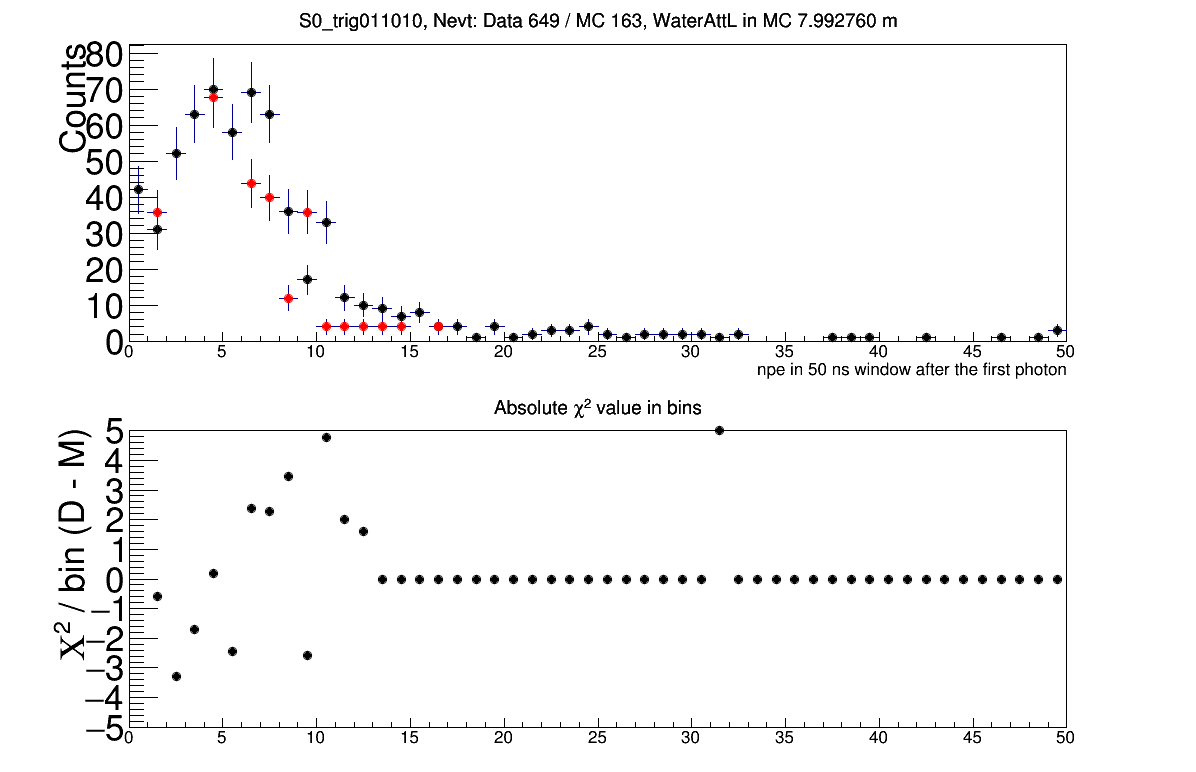 S0_trig011010, Nevt: Data 649 / MC 163, WaterAttL in MC 7.992760 m
Counts
80
70
60
50
40
30
20
10
0
0 5 10 15 20 25 30 35 40 45 50
npe in 50 ns window after the first photon
Absolute χ² value in bins
X² / bin (D - M)
5
4
3
2
1
0
−1
−2
−3
−4
−5
0 5 10 15 20 25 30 35 40 45 50